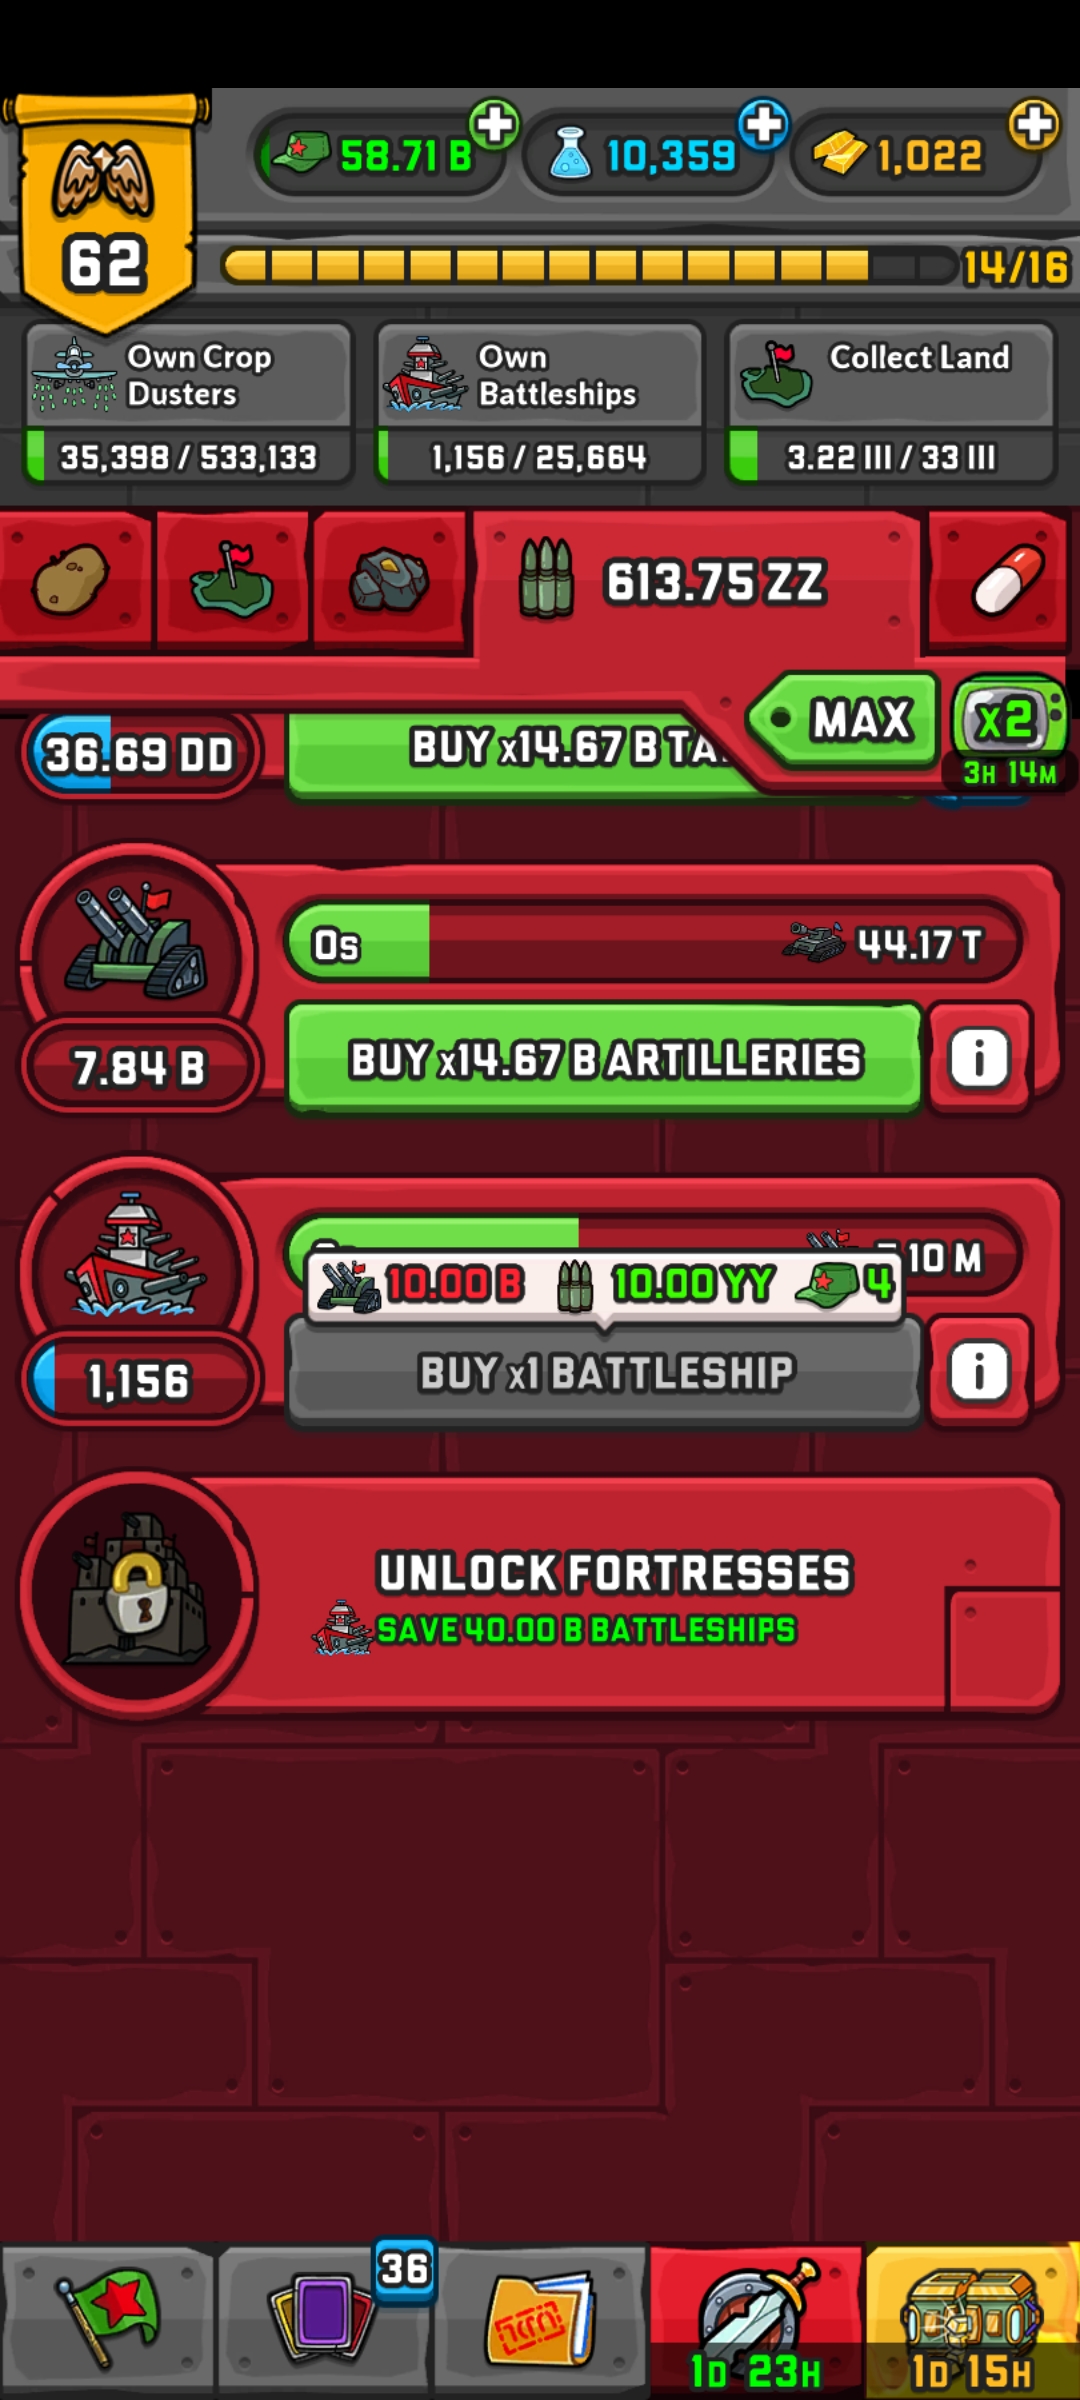 58.71 B
10,359
1,022
62
14/16
Own Crop
Dusters
35,398 / 533,133
Own
Battleships
1,156 / 25,664
Collect Land
3.22 III / 33 III
613.75 ZZ
MAX
x2
3H 14M
36.69 DD
BUY x14.67 B TA
0s
44.17 T
7.84 B
BUY x14.67 B ARTILLERIES
10 M
10.00 B
10.00 YY
4
1,156
BUY x1 BATTLESHIP
UNLOCK FORTRESSES
SAVE 40.00 B BATTLESHIPS
36
1D 23H
1D 15H